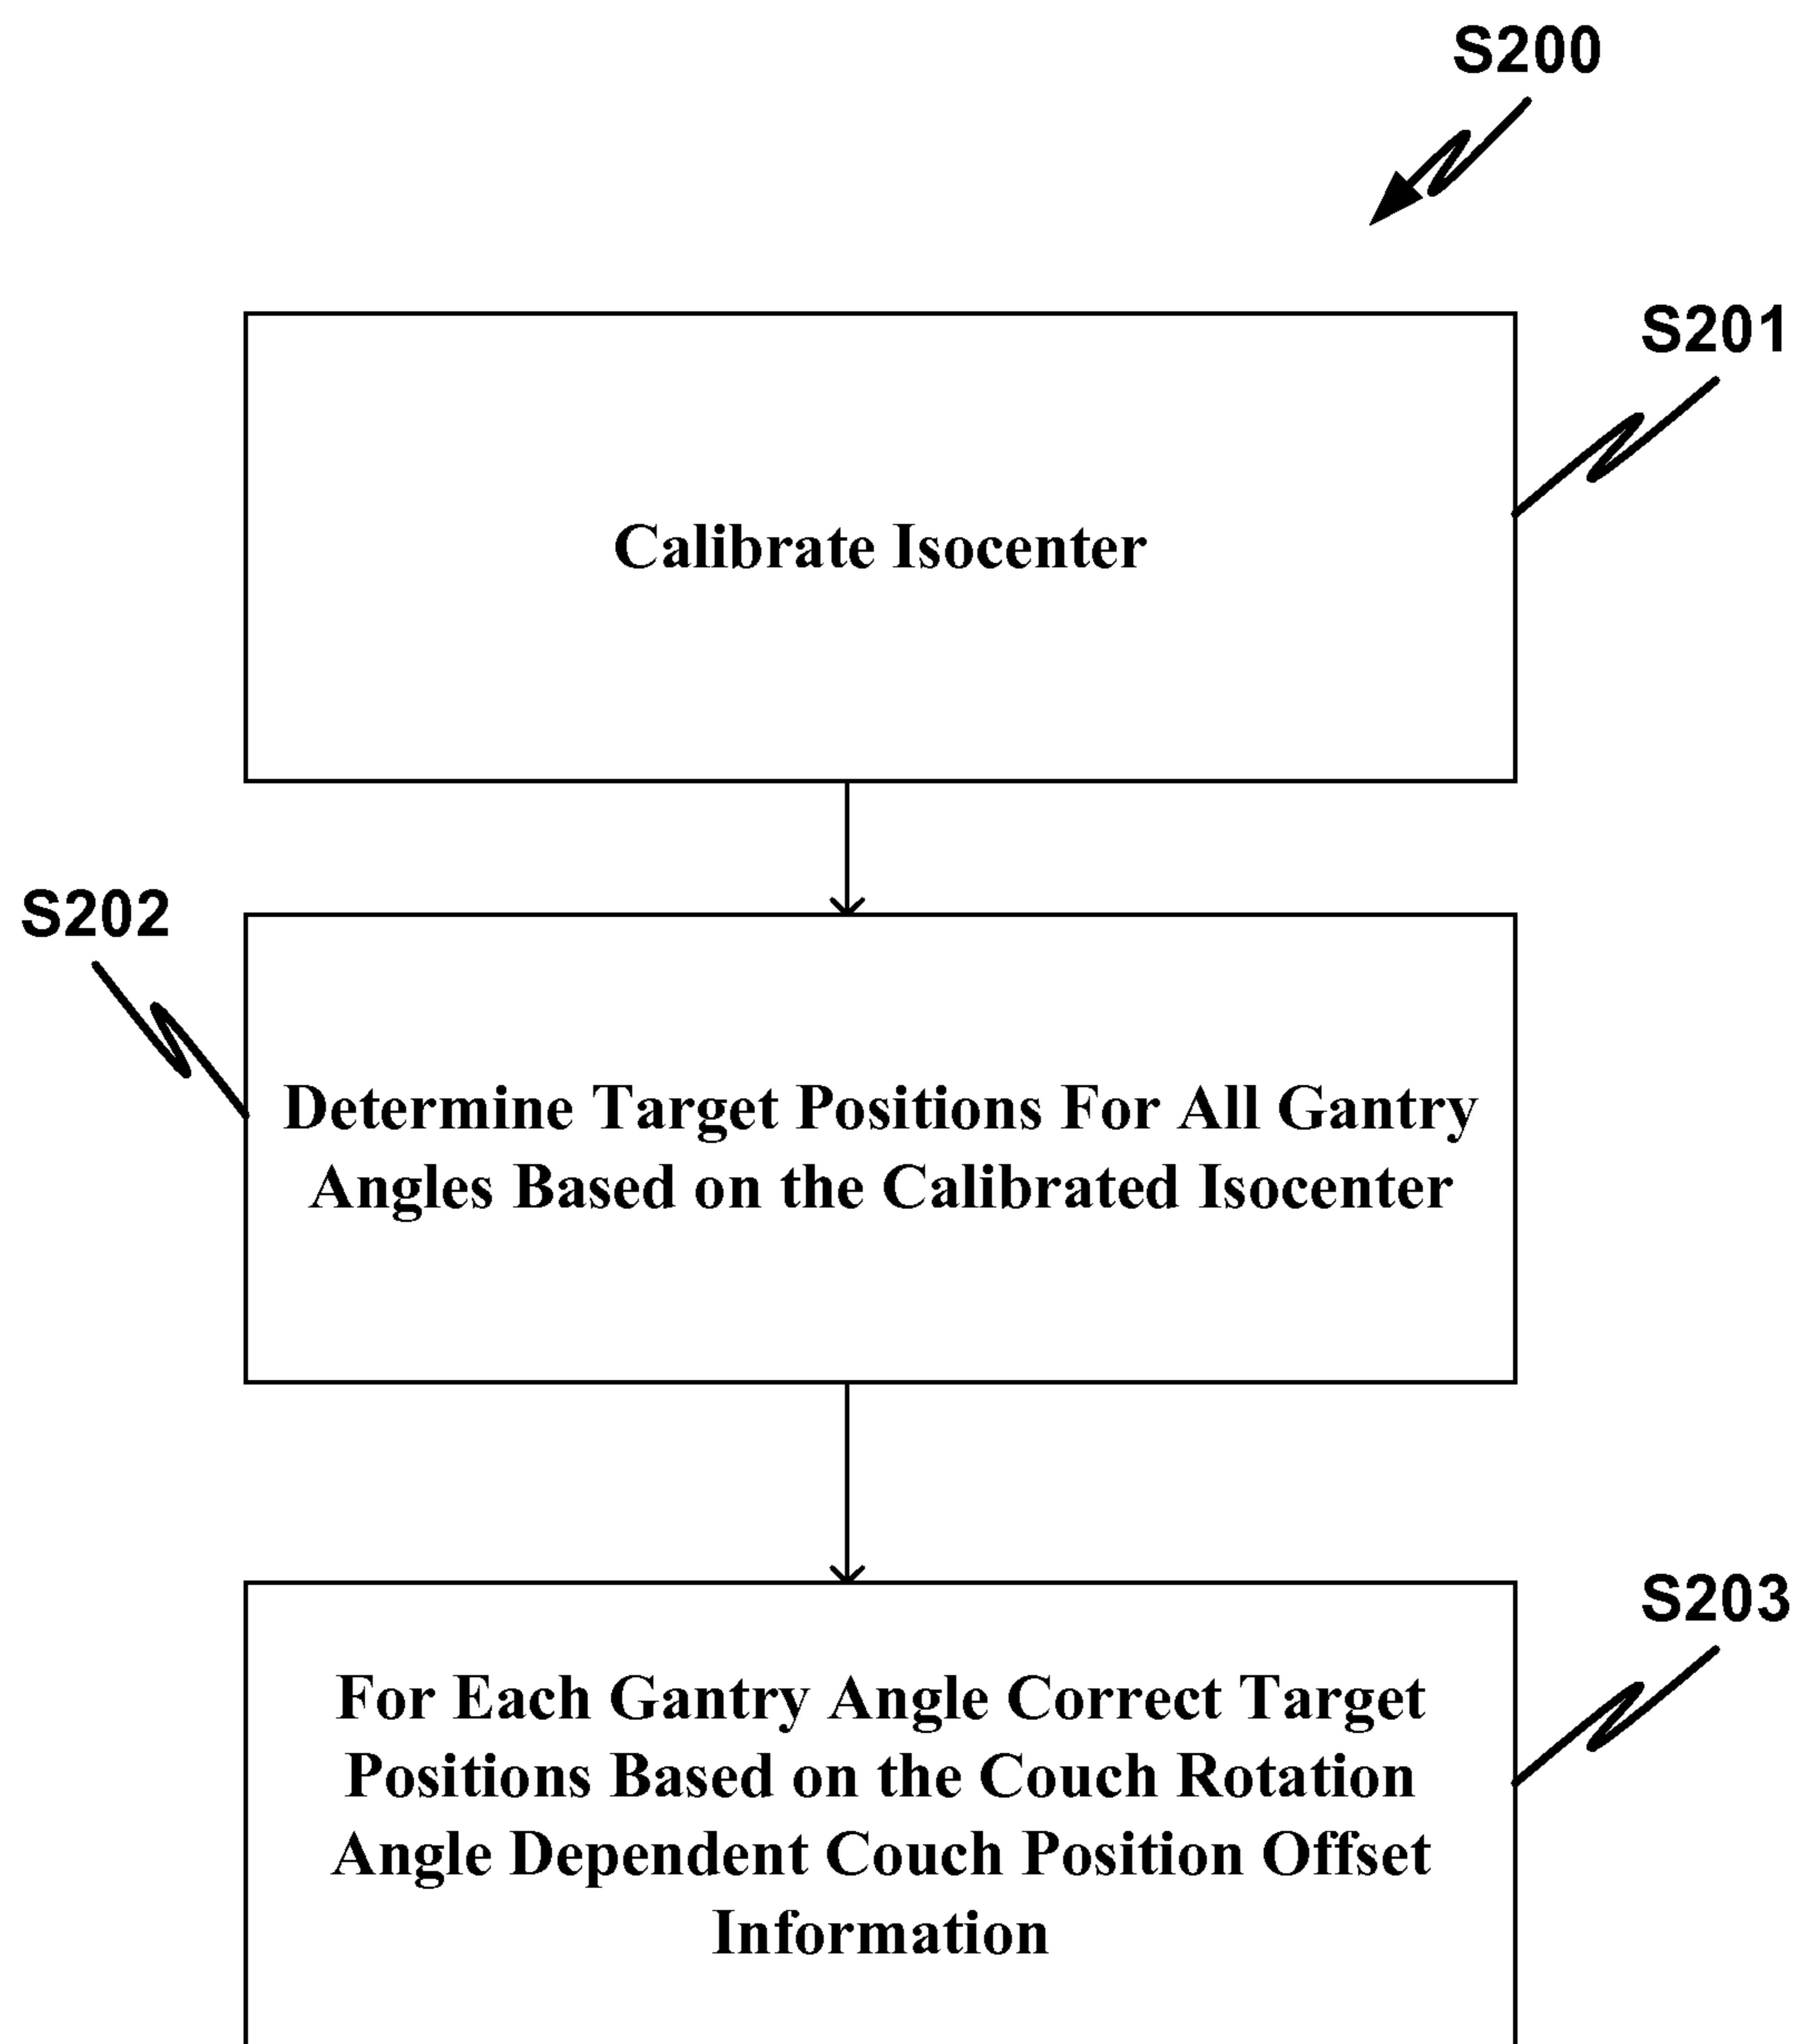 S200
S201
Calibrate Isocenter
S202
Determine Target Positions For All Gantry
Angles Based on the Calibrated Isocenter
S203
For Each Gantry Angle Correct Target
Positions Based on the Couch Rotation
Angle Dependent Couch Position Offset
Information